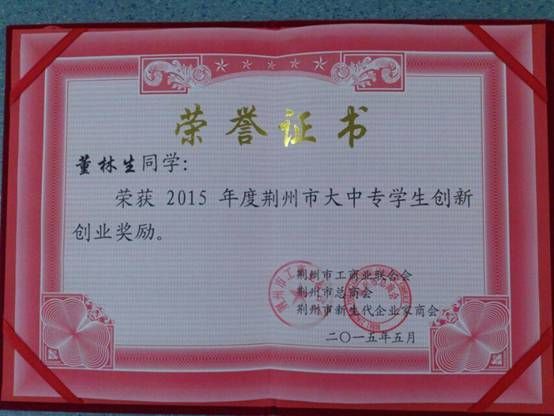 荣誉证书
董林生同学:
荣获 2015 年度荆州市大中专学生创新
创业奖励。
荆州市工商业联合会
荆州市总商会
荆州市新生代企业家商会
二〇一五年五月